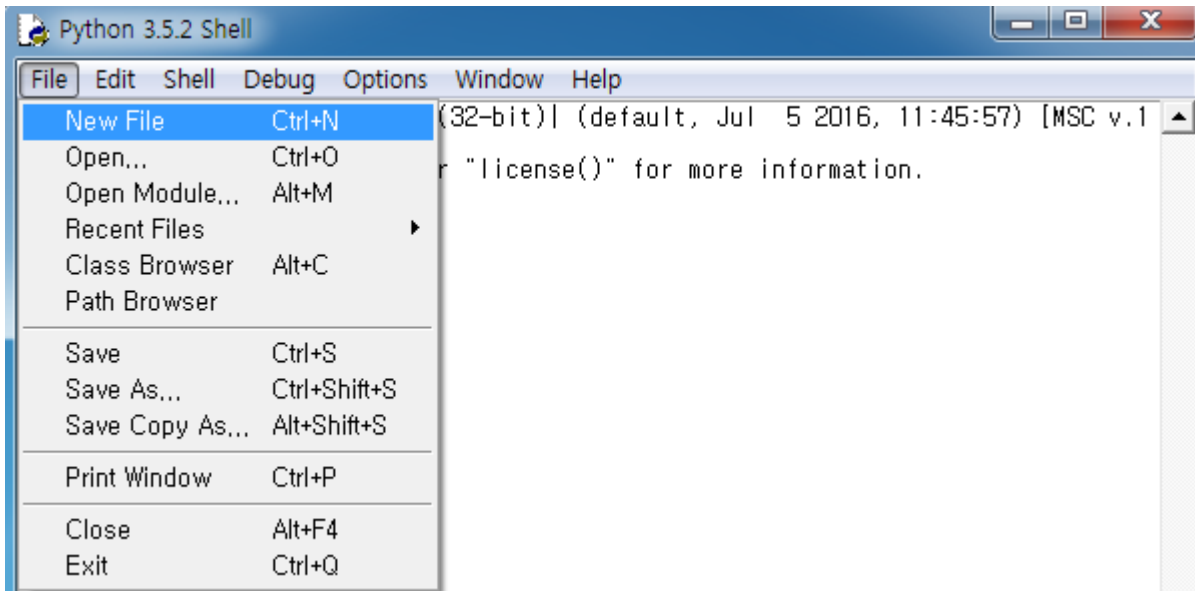 Python 3.5.2 Shell
File Edit Shell Debug Options Window Help
New File Ctrl+N
(32-bit)| (default, Jul 5 2016, 11:45:57) [MSC v.1
Open... Ctrl+O
r "license()" for more information.
Open Module... Alt+M
Recent Files
Class Browser Alt+C
Path Browser
Save Ctrl+S
Save As... Ctrl+Shift+S
Save Copy As... Alt+Shift+S
Print Window Ctrl+P
Close Alt+F4
Exit Ctrl+Q